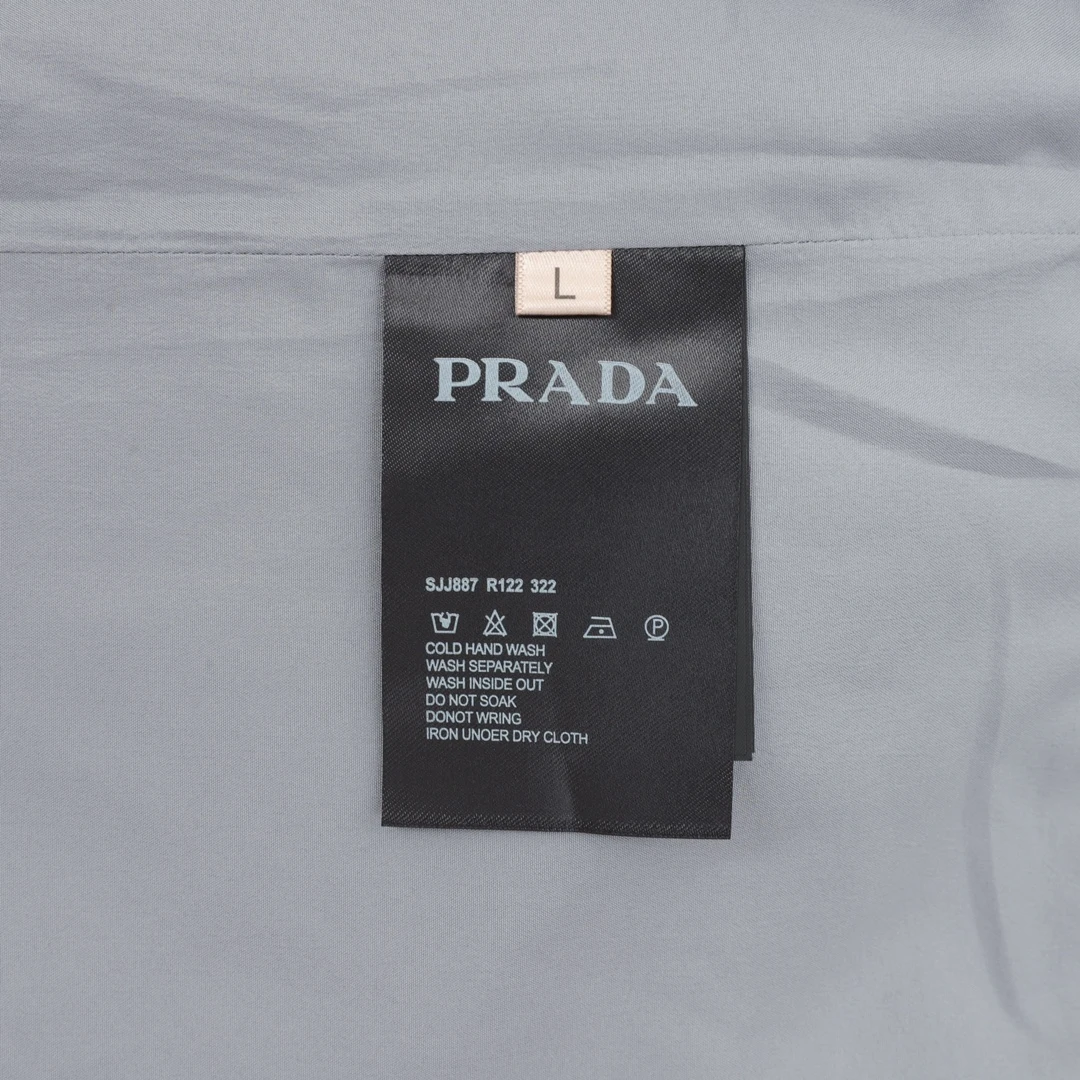 L
PRADA
SJJ887 R122 322
P
COLD HAND WASH
WASH SEPARATELY
WASH INSIDE OUT
DO NOT SOAK
DONOT WRING
IRON UNOER DRY CLOTH